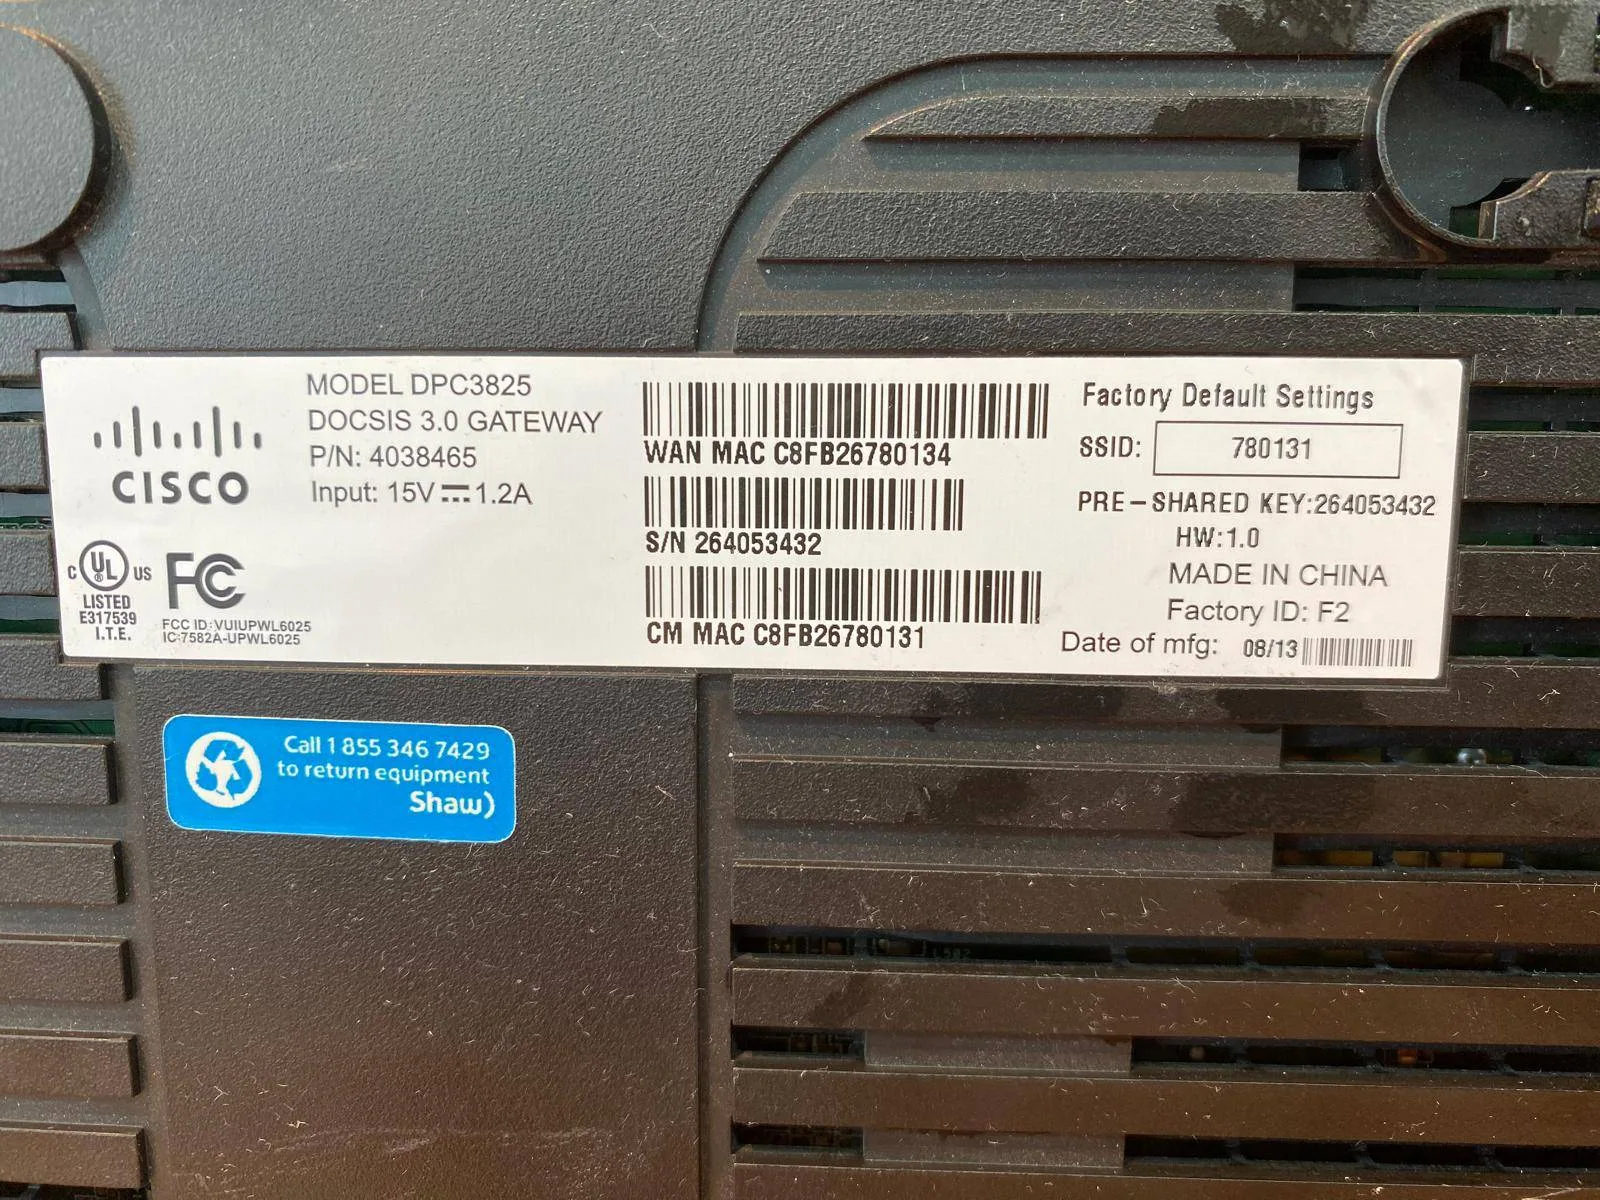 CISCO
MODEL DPC3825
DOCSIS 3.0 GATEWAY
P/N: 4038465
Input: 15V⎓1.2A
C UL ® US
LISTED
E317539
I.T.E.
FC
FCC ID:VUIUPWL6025
IC:7582A-UPWL6025
WAN MAC C8FB26780134
S/N 264053432
CM MAC C8FB26780131
Factory Default Settings
SSID: 780131
PRE-SHARED KEY:264053432
HW:1.0
MADE IN CHINA
Factory ID: F2
Date of mfg: 08/13
Call 1 855 346 7429
to return equipment
Shaw)